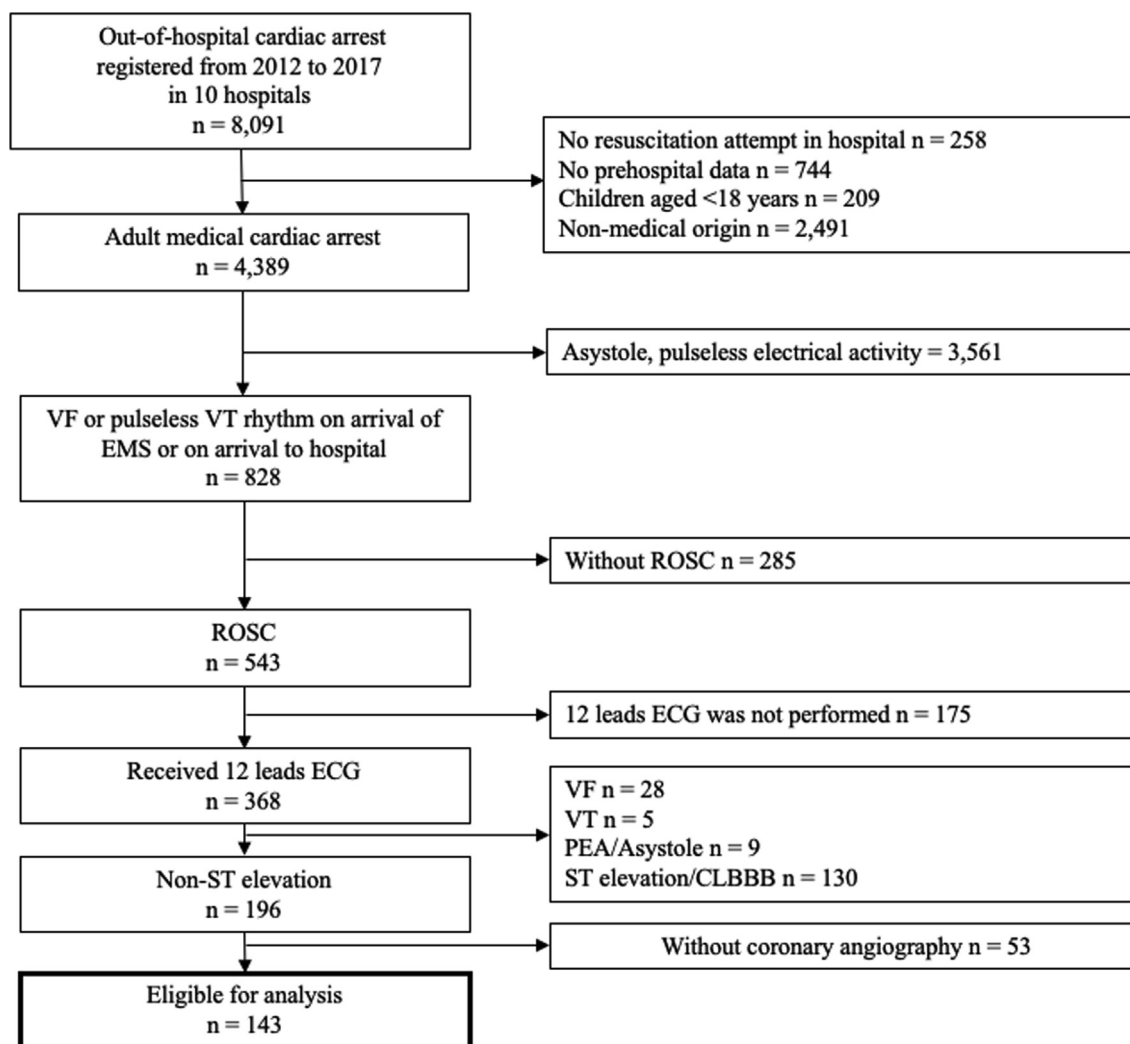 Out-of-hospital cardiac arrest
registered from 2012 to 2017
in 10 hospitals
n = 8,091
No resuscitation attempt in hospital n = 258
No prehospital data n = 744
Children aged <18 years n = 209
Non-medical origin n = 2,491
Adult medical cardiac arrest
n = 4,389
Asystole, pulseless electrical activity = 3,561
VF or pulseless VT rhythm on arrival of
EMS or on arrival to hospital
n = 828
Without ROSC n = 285
ROSC
n = 543
12 leads ECG was not performed n = 175
Received 12 leads ECG
n = 368
VF n = 28
VT n = 5
PEA/Asystole n = 9
ST elevation/CLBBB n = 130
Non-ST elevation
n = 196
Without coronary angiography n = 53
Eligible for analysis
n = 143